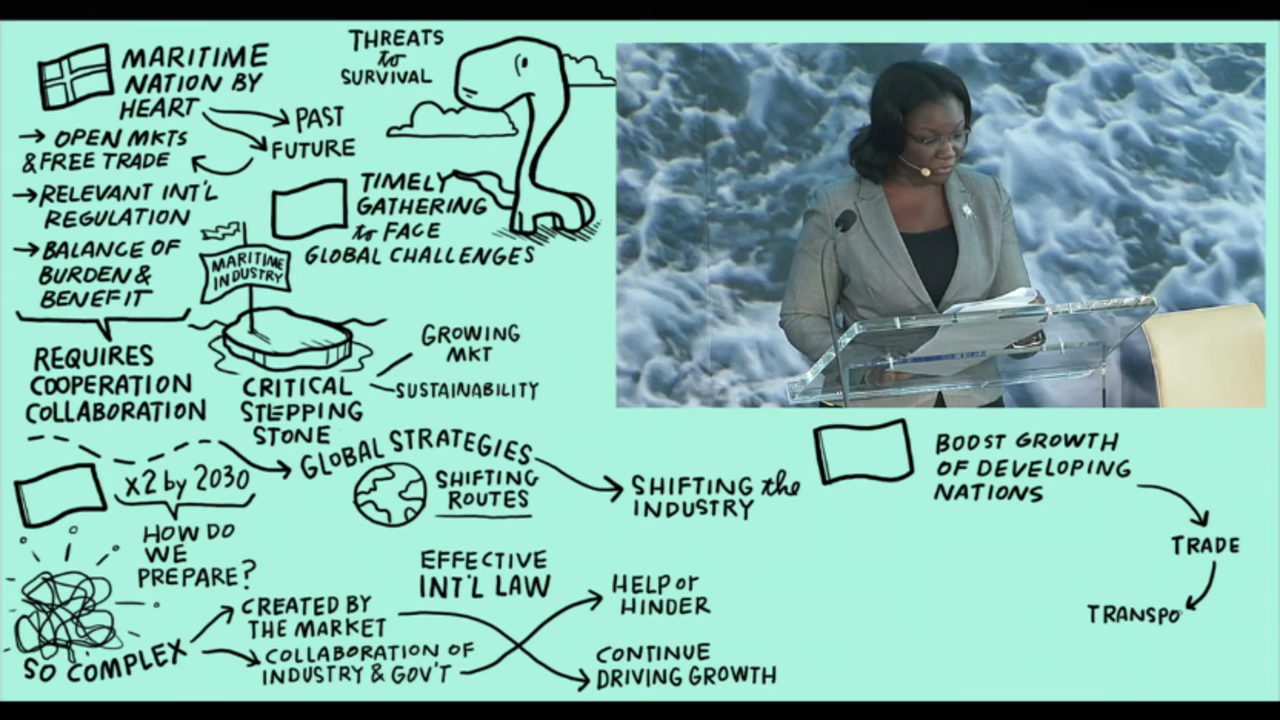 MARITIME
NATION BY
HEART
PAST
FUTURE
→ OPEN MKTS
& FREE TRADE
→ RELEVANT INT'L
REGULATION
→ BALANCE OF
BURDEN &
BENEFIT
REQUIRES
COOPERATION
COLLABORATION
THREATS
to
SURVIVAL
TIMELY
GATHERING
to FACE
GLOBAL CHALLENGES
MARITIME
INDUSTRY
CRITICAL
STEPPING
STONE
GROWING
MKT
SUSTAINABILITY
x2 by 2030
HOW DO
WE
PREPARE?
GLOBAL STRATEGIES
SHIFTING
ROUTES
SHIFTING the
INDUSTRY
SO COMPLEX
CREATED BY
THE MARKET
COLLABORATION OF
INDUSTRY & GOV'T
EFFECTIVE
INT'L LAW
HELP or
HINDER
CONTINUE
DRIVING GROWTH
BOOST GROWTH
OF DEVELOPING
NATIONS
TRADE
TRANSPO